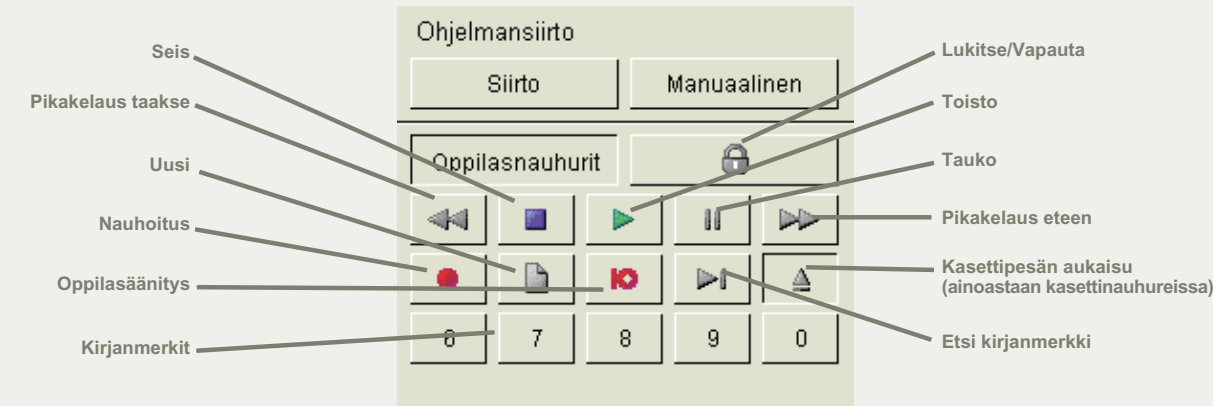 Ohjelmansiirto
Siirto
Manuaalinen
Oppilasnauhurit
6
7
8
9
0
Seis
Pikakelaus taakse
Uusi
Nauhoitus
Oppilasäänitys
Kirjanmerkit
Lukitse/Vapauta
Toisto
Tauko
Pikakelaus eteen
Kasettipesän aukaisu
(ainoastaan kasettinauhureissa)
Etsi kirjanmerkki